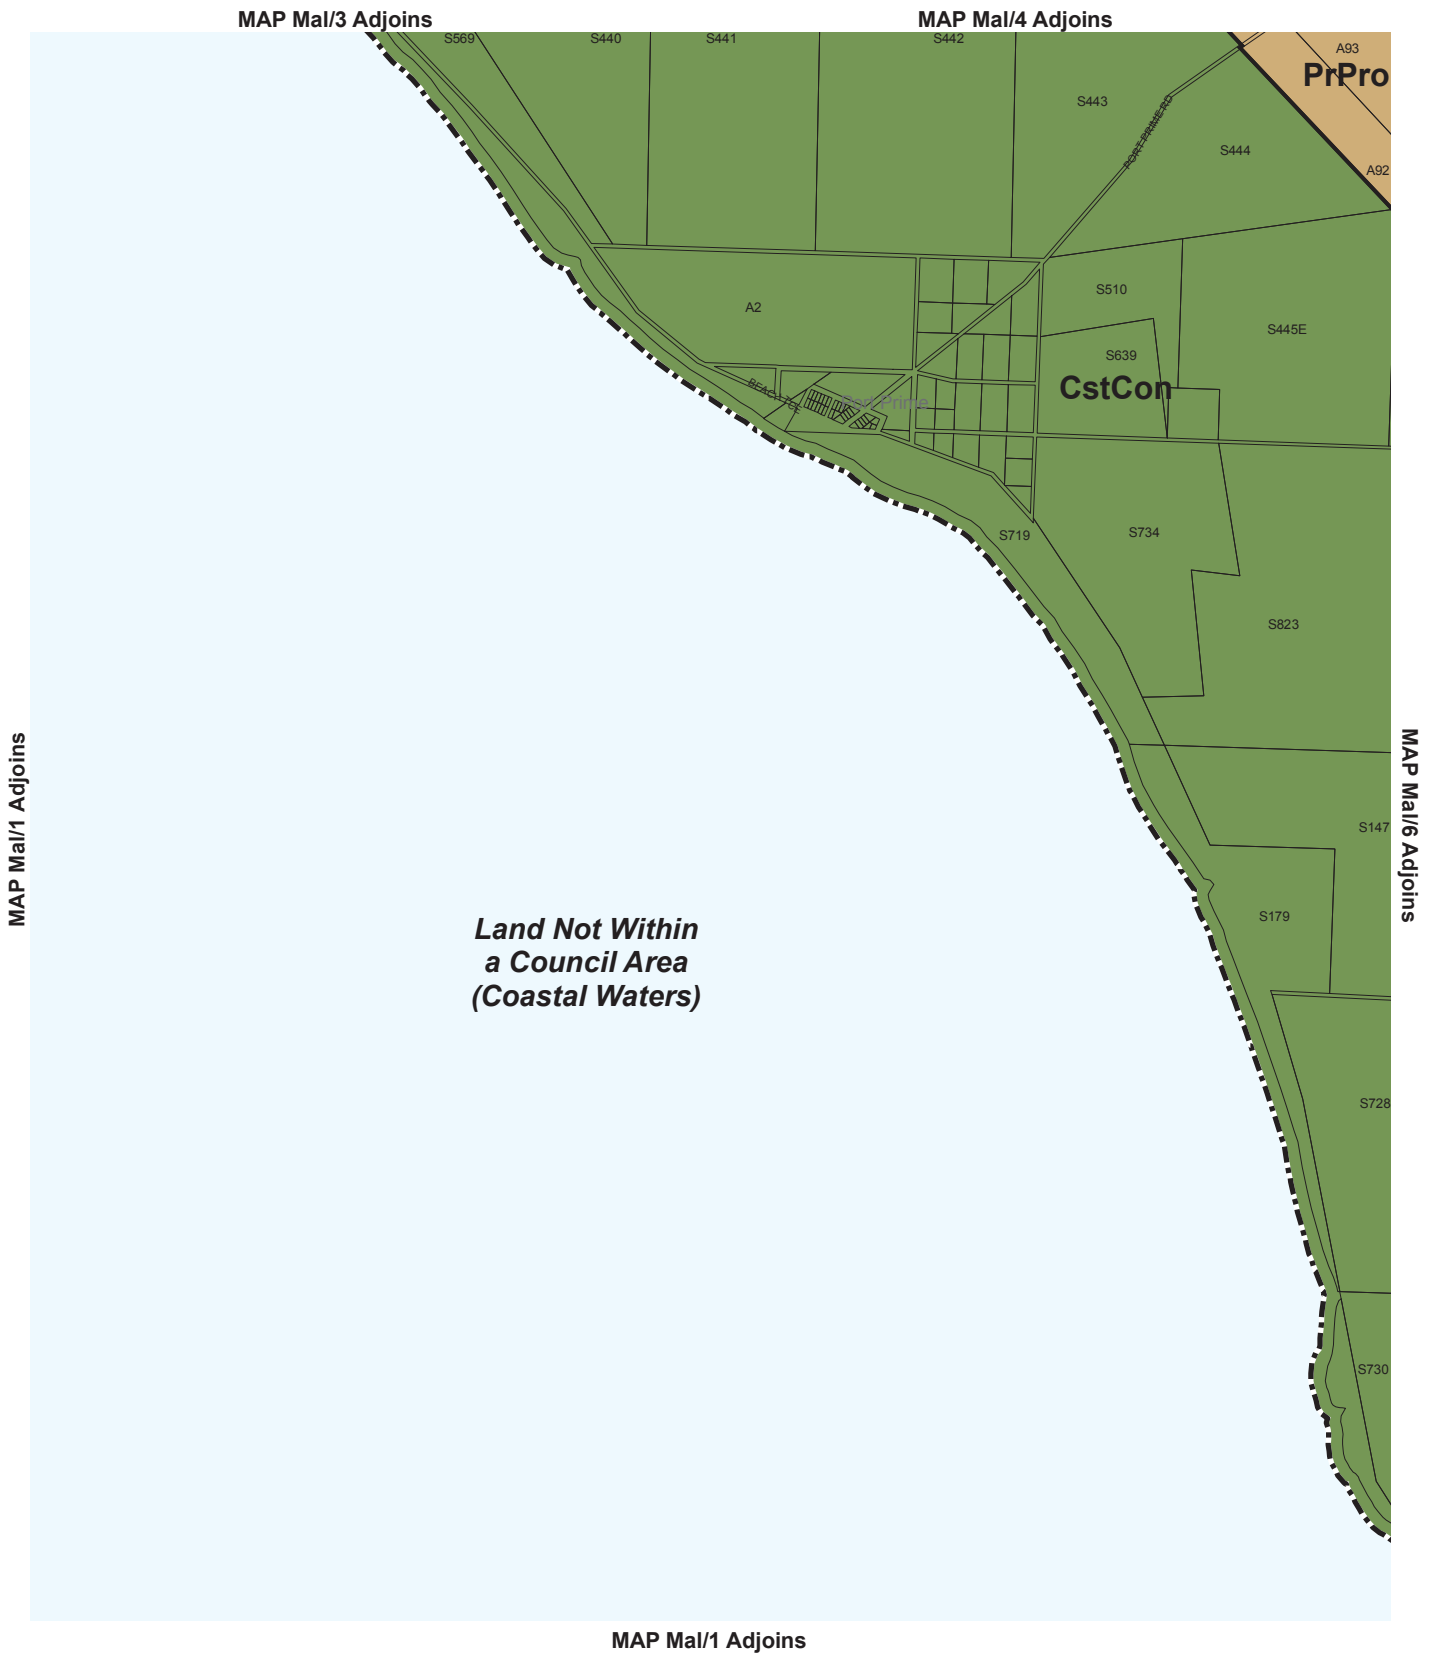 MAP Mal/3 Adjoins
MAP Mal/4 Adjoins
S569
S440
S441
S442
A93
PrPro
S443
PORT PRIME RD
S444
A92
S510
A2
S445E
S639
CstCon
BEACH TCE
Port Prime
S719
S734
S823
MAP Mal/1 Adjoins
MAP Mal/6 Adjoins
S147
S179
Land Not Within
a Council Area
(Coastal Waters)
S728
S730
MAP Mal/1 Adjoins